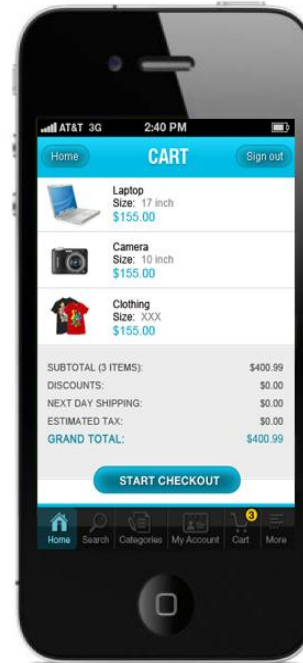 AT&T 3G 2:40 PM
Home CART Sign out
Laptop
Size: 17 inch
$155.00
Camera
Size: 10 inch
$155.00
Clothing
Size: XXX
$155.00
SUBTOTAL (3 ITEMS): $400.99
DISCOUNTS: $0.00
NEXT DAY SHIPPING: $0.00
ESTIMATED TAX: $0.00
GRAND TOTAL: $400.99
START CHECKOUT
3
Home Search Categories My Account Cart More